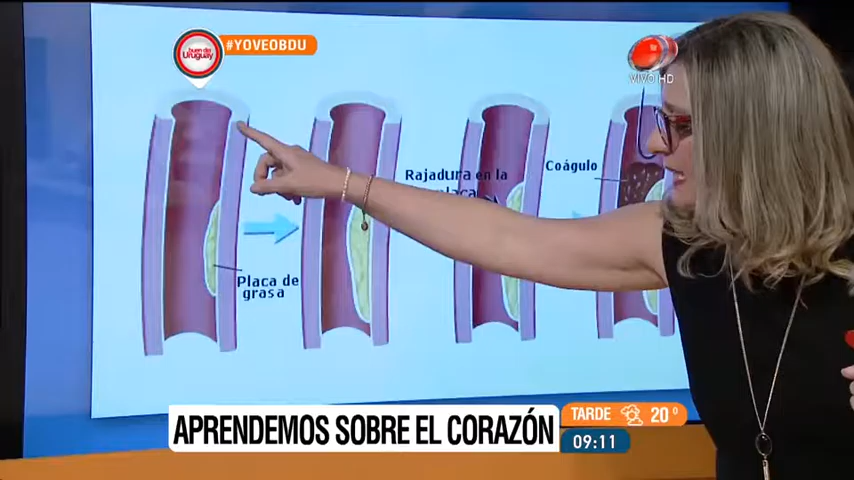 buen día
Uruguay
#YOVEOBDU
VIVO HD
Rajadura en la
placa
Coágulo
Placa de
grasa
APRENDEMOS SOBRE EL CORAZÓN
TARDE 20º
09:11